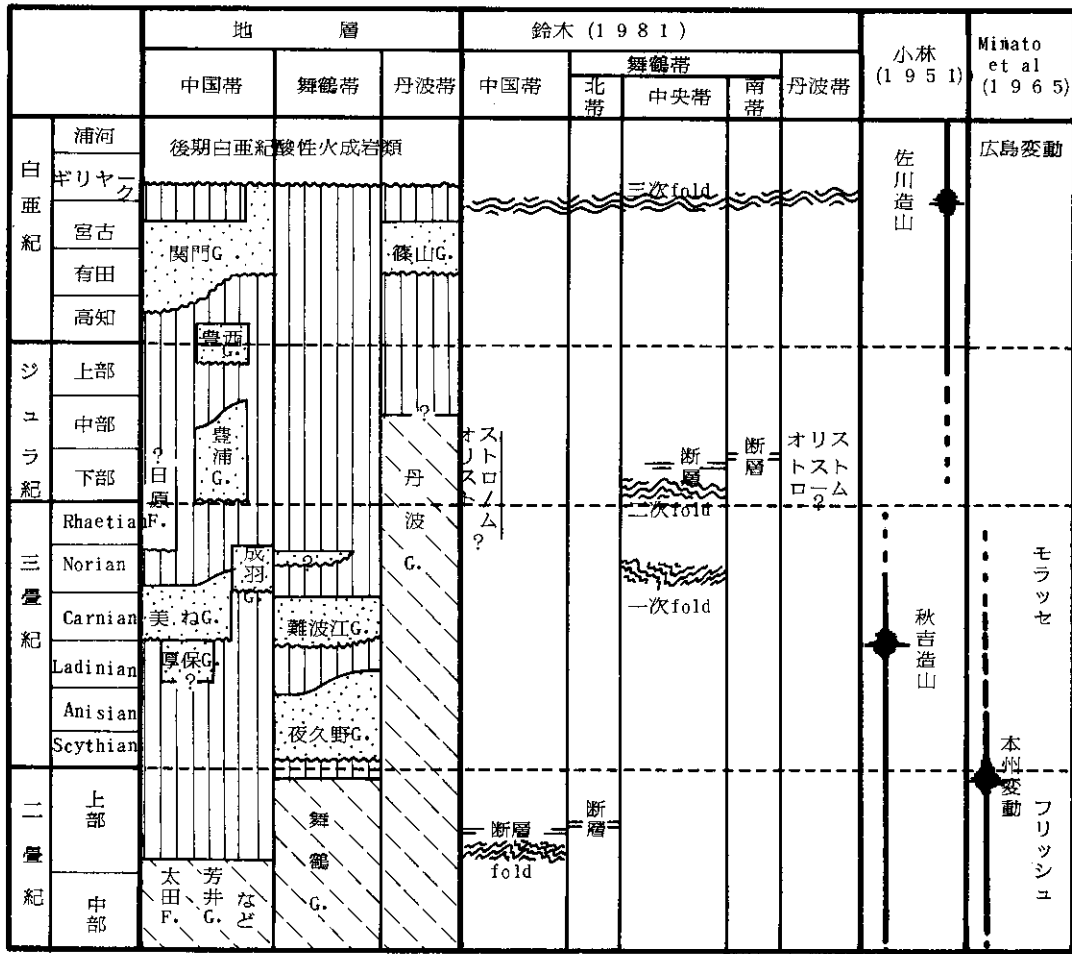 地層
鈴木 (1981)
小林
(1951)
Minato
et al
(1965)
中国帯
舞鶴帯
丹波帯
中国帯
舞鶴帯
北帯
中央帯
南帯
丹波帯
白亜紀
浦河
ギリヤーク
宮古
有田
高知
ジュラ紀
上部
中部
下部
三畳紀
Rhaetian
Norian
Carnian
Ladinian
Anisian
Scythian
二畳紀
上部
中部
後期白亜紀酸性火成岩類
関門G.
篠山G.
豊西G.
?
豊浦G.
?
日原F.
成羽G.
?
美ねG.
難波江G.
厚保G.
?
夜久野G.
丹波G.
舞鶴G.
太田F.
芳井G.
など
三次fold
オリストストローム
?
断層
二次fold
断層
オリストストローム
?
一次fold
断層
fold
断層
佐川造山
秋吉造山
広島変動
モラッセ
本州変動
フリッシュ